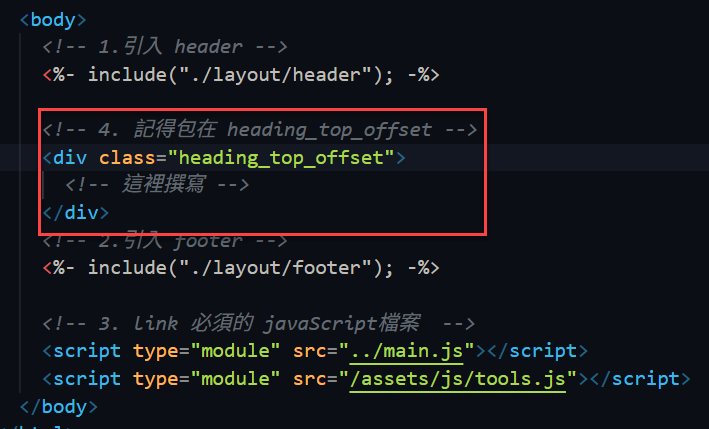 <body>
<!-- 1.引入 header -->
<%- include("./layout/header"); -%>
<!-- 4. 記得包在 heading_top_offset -->
<div class="heading_top_offset">
<!-- 這裡撰寫 -->
</div>
<!-- 2.引入 footer -->
<%- include("./layout/footer"); -%>
<!-- 3. link 必須的 javaScript檔案  -->
<script type="module" src="../main.js"></script>
<script type="module" src="/assets/js/tools.js"></script>
</body>